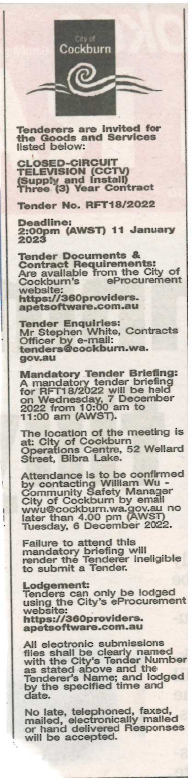 City of
Cockburn
Tenderers are invited for
the Goods and Services
listed below:
CLOSED-CIRCUIT
TELEVISION (CCTV)
(Supply and Install)
Three (3) Year Contract
Tender No. RFT18/2022
Deadline:
2:00pm (AWST) 11 January
2023
Tender Documents &
Contract Requirements:
Are available from the City of
Cockburn's eProcurement
website:
https://360providers.
apetsoftware.com.au
Tender Enquiries:
Mr Stephen White, Contracts
Officer by e-mail:
tenders@cockburn.wa.
gov.au
Mandatory Tender Briefing:
A mandatory tender briefing
for RFT18/2022 will be held
on Wednesday, 7 December
2022 from 10:00 am to
11:00 am (AWST).
The location of the meeting is
at: City of Cockburn
Operations Centre, 52 Wellard
Street, Bibra Lake.
Attendance is to be confirmed
by contacting William Wu -
Community Safety Manager
City of Cockburn by email
wwu@cockburn.wa.gov.au no
later than 4.00 pm (AWST)
Tuesday, 6 December 2022.
Failure to attend this
mandatory briefing will
render the Tenderer ineligible
to submit a Tender.
Lodgement:
Tenders can only be lodged
using the City's eProcurement
website:
https://360providers.
apetsoftware.com.au
All electronic submissions
files shall be clearly named
with the City's Tender Number
as stated above and the
Tenderer's Name; and lodged
by the specified time and
date.
No late, telephoned, faxed,
mailed, electronically mailed
or hand delivered Responses
will be accepted.